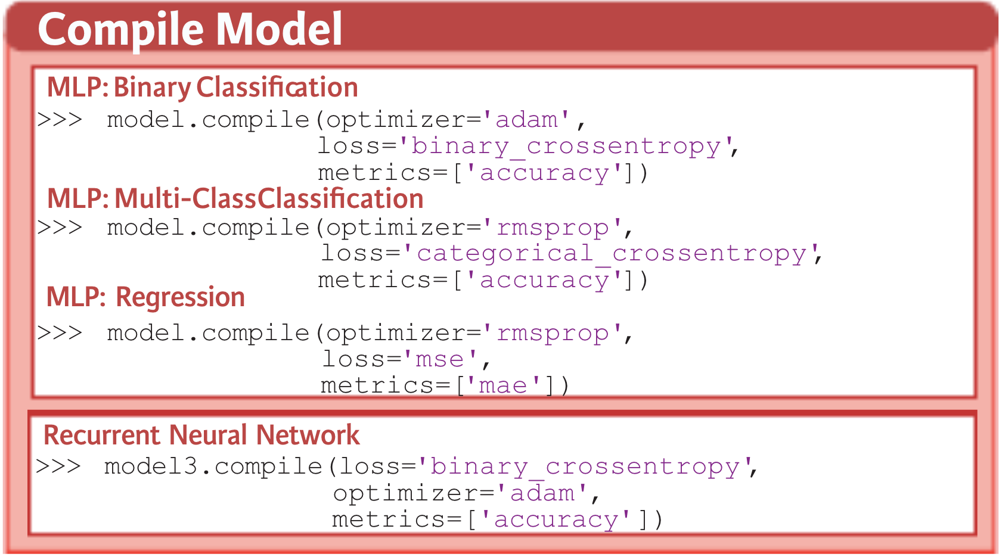 Compile Model
MLP: Binary Classification
>>> model.compile(optimizer='adam',
loss='binary_crossentropy',
metrics=['accuracy'])
MLP: Multi-ClassClassification
>>> model.compile(optimizer='rmsprop',
loss='categorical_crossentropy',
metrics=['accuracy'])
MLP: Regression
>>> model.compile(optimizer='rmsprop',
loss='mse',
metrics=['mae'])
Recurrent Neural Network
>>> model3.compile(loss='binary_crossentropy',
optimizer='adam',
metrics=['accuracy'])